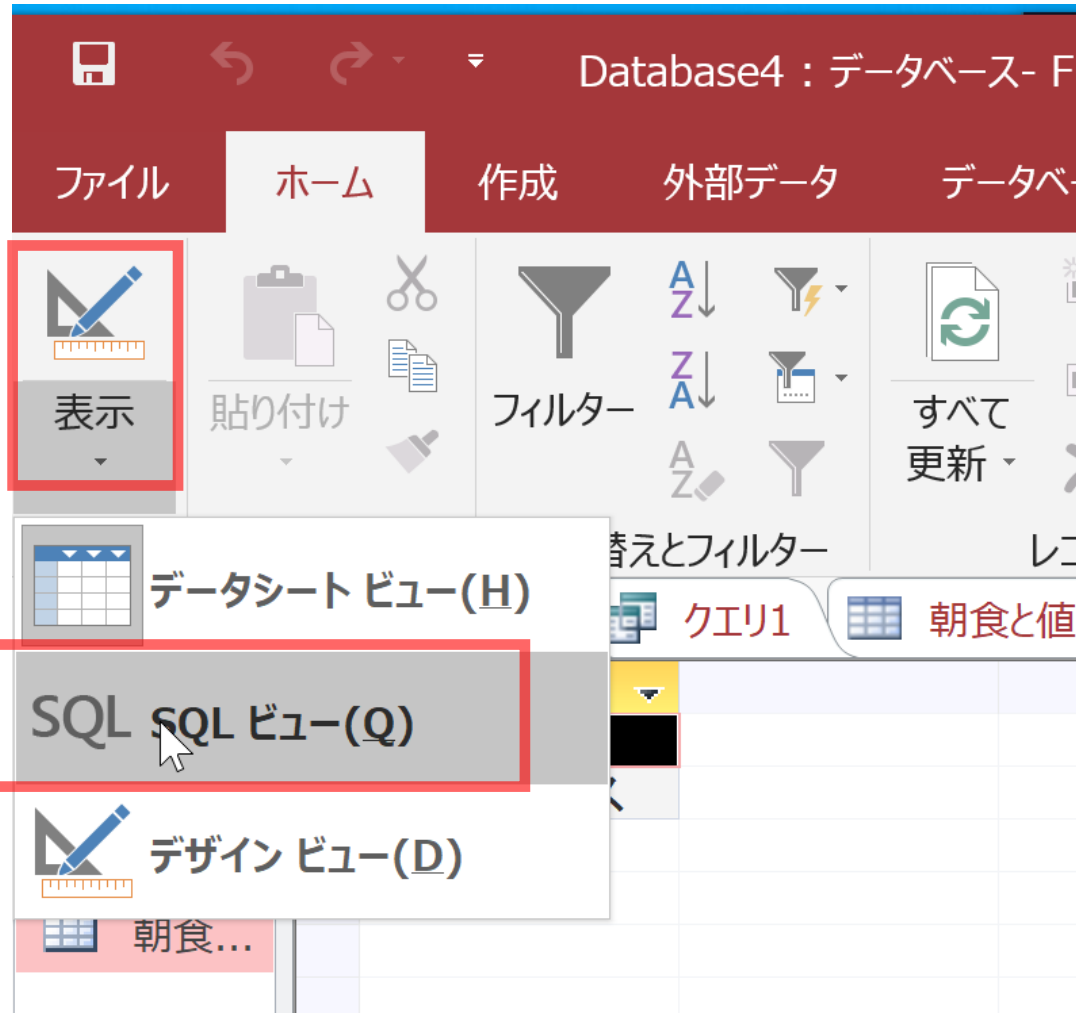 Database4 : データベース- F
ファイル
ホーム
作成
外部データ
データベ
表示
貼り付け
フィルター
すべて
更新
替えとフィルター
レコ
データシート ビュー(H)
クエリ1
朝食と値
SQL
SQL ビュー(Q)
デザイン ビュー(D)
朝食...